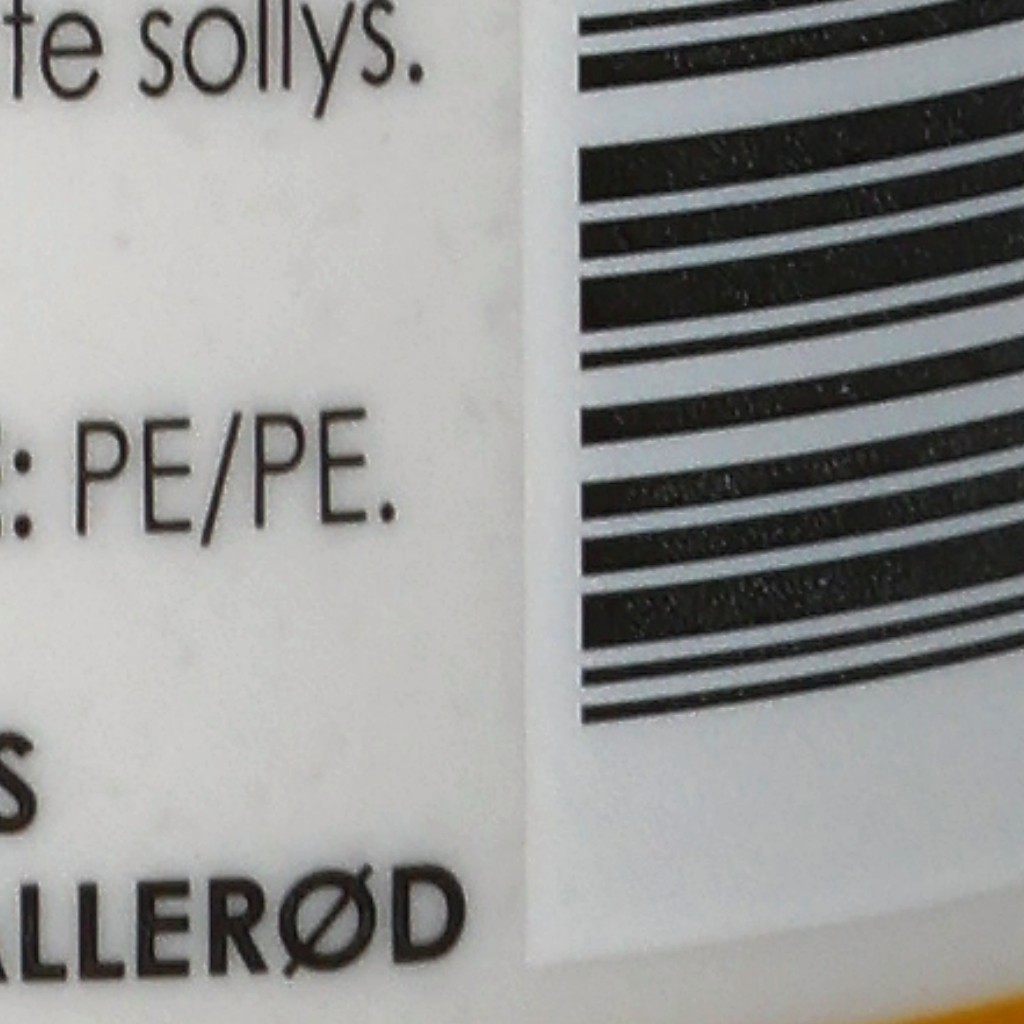 te sollys.
: PE/PE.
S
ALLERØD